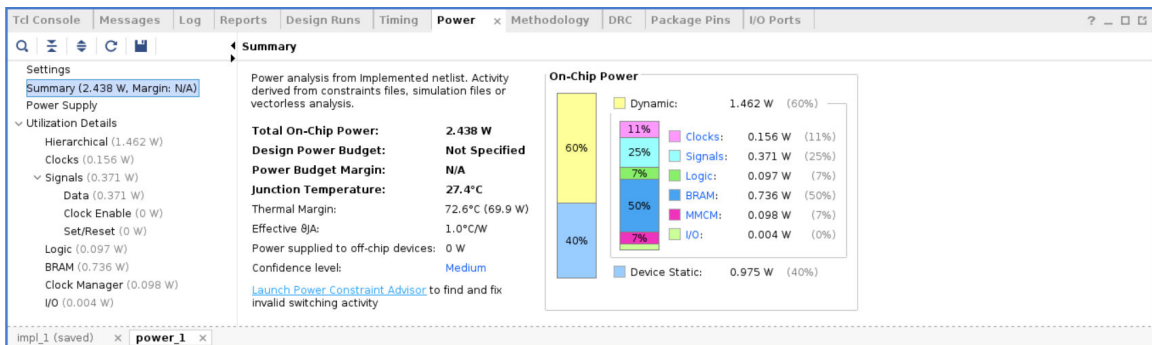 Tcl Console Messages Log Reports Design Runs Timing Power × Methodology DRC Package Pins I/O Ports ? _
Summary
Settings
Summary (2.438 W, Margin: N/A)
Power Supply
Utilization Details
Hierarchical (1.462 W)
Clocks (0.156 W)
Signals (0.371 W)
Data (0.371 W)
Clock Enable (0 W)
Set/Reset (0 W)
Logic (0.097 W)
BRAM (0.736 W)
Clock Manager (0.098 W)
I/O (0.004 W)
Power analysis from Implemented netlist. Activity
derived from constraints files, simulation files or
vectorless analysis.
Total On-Chip Power: 2.438 W
Design Power Budget: Not Specified
Power Budget Margin: N/A
Junction Temperature: 27.4°C
Thermal Margin: 72.6°C (69.9 W)
Effective ϑJA: 1.0°C/W
Power supplied to off-chip devices: 0 W
Confidence level: Medium
Launch Power Constraint Advisor to find and fix
invalid switching activity
On-Chip Power
60%
40%
Dynamic: 1.462 W (60%)
11% Clocks: 0.156 W (11%)
25% Signals: 0.371 W (25%)
7% Logic: 0.097 W (7%)
50% BRAM: 0.736 W (50%)
7% MMCM: 0.098 W (7%)
I/O: 0.004 W (0%)
Device Static: 0.975 W (40%)
impl_1 (saved) × power_1 ×